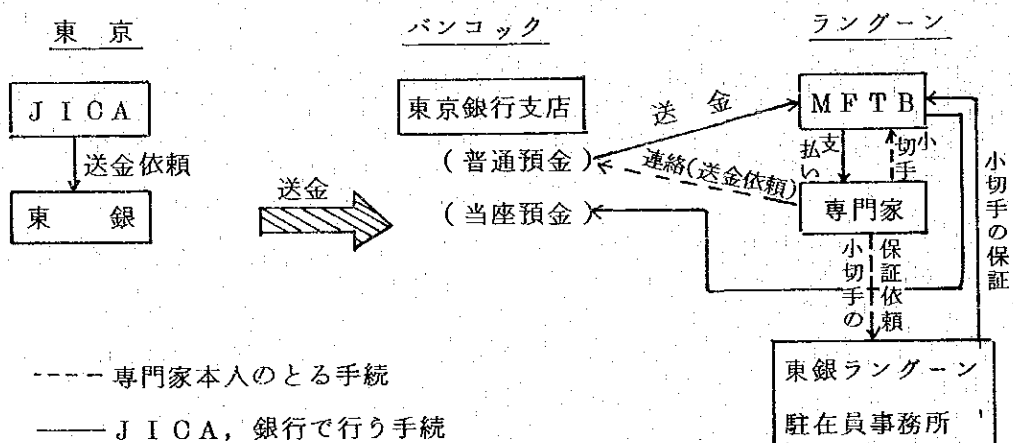 東京
バンコック
ラングーン
JICA
送金依頼
東銀
送金
東京銀行支店
(普通預金)
(当座預金)
送金
連絡(送金依頼)
MFTB
支払い
小切手
専門家
小切手の保証依頼
小切手の保証
東銀ラングーン
駐在員事務所
---- 専門家本人のとる手続
—— JICA, 銀行で行う手続